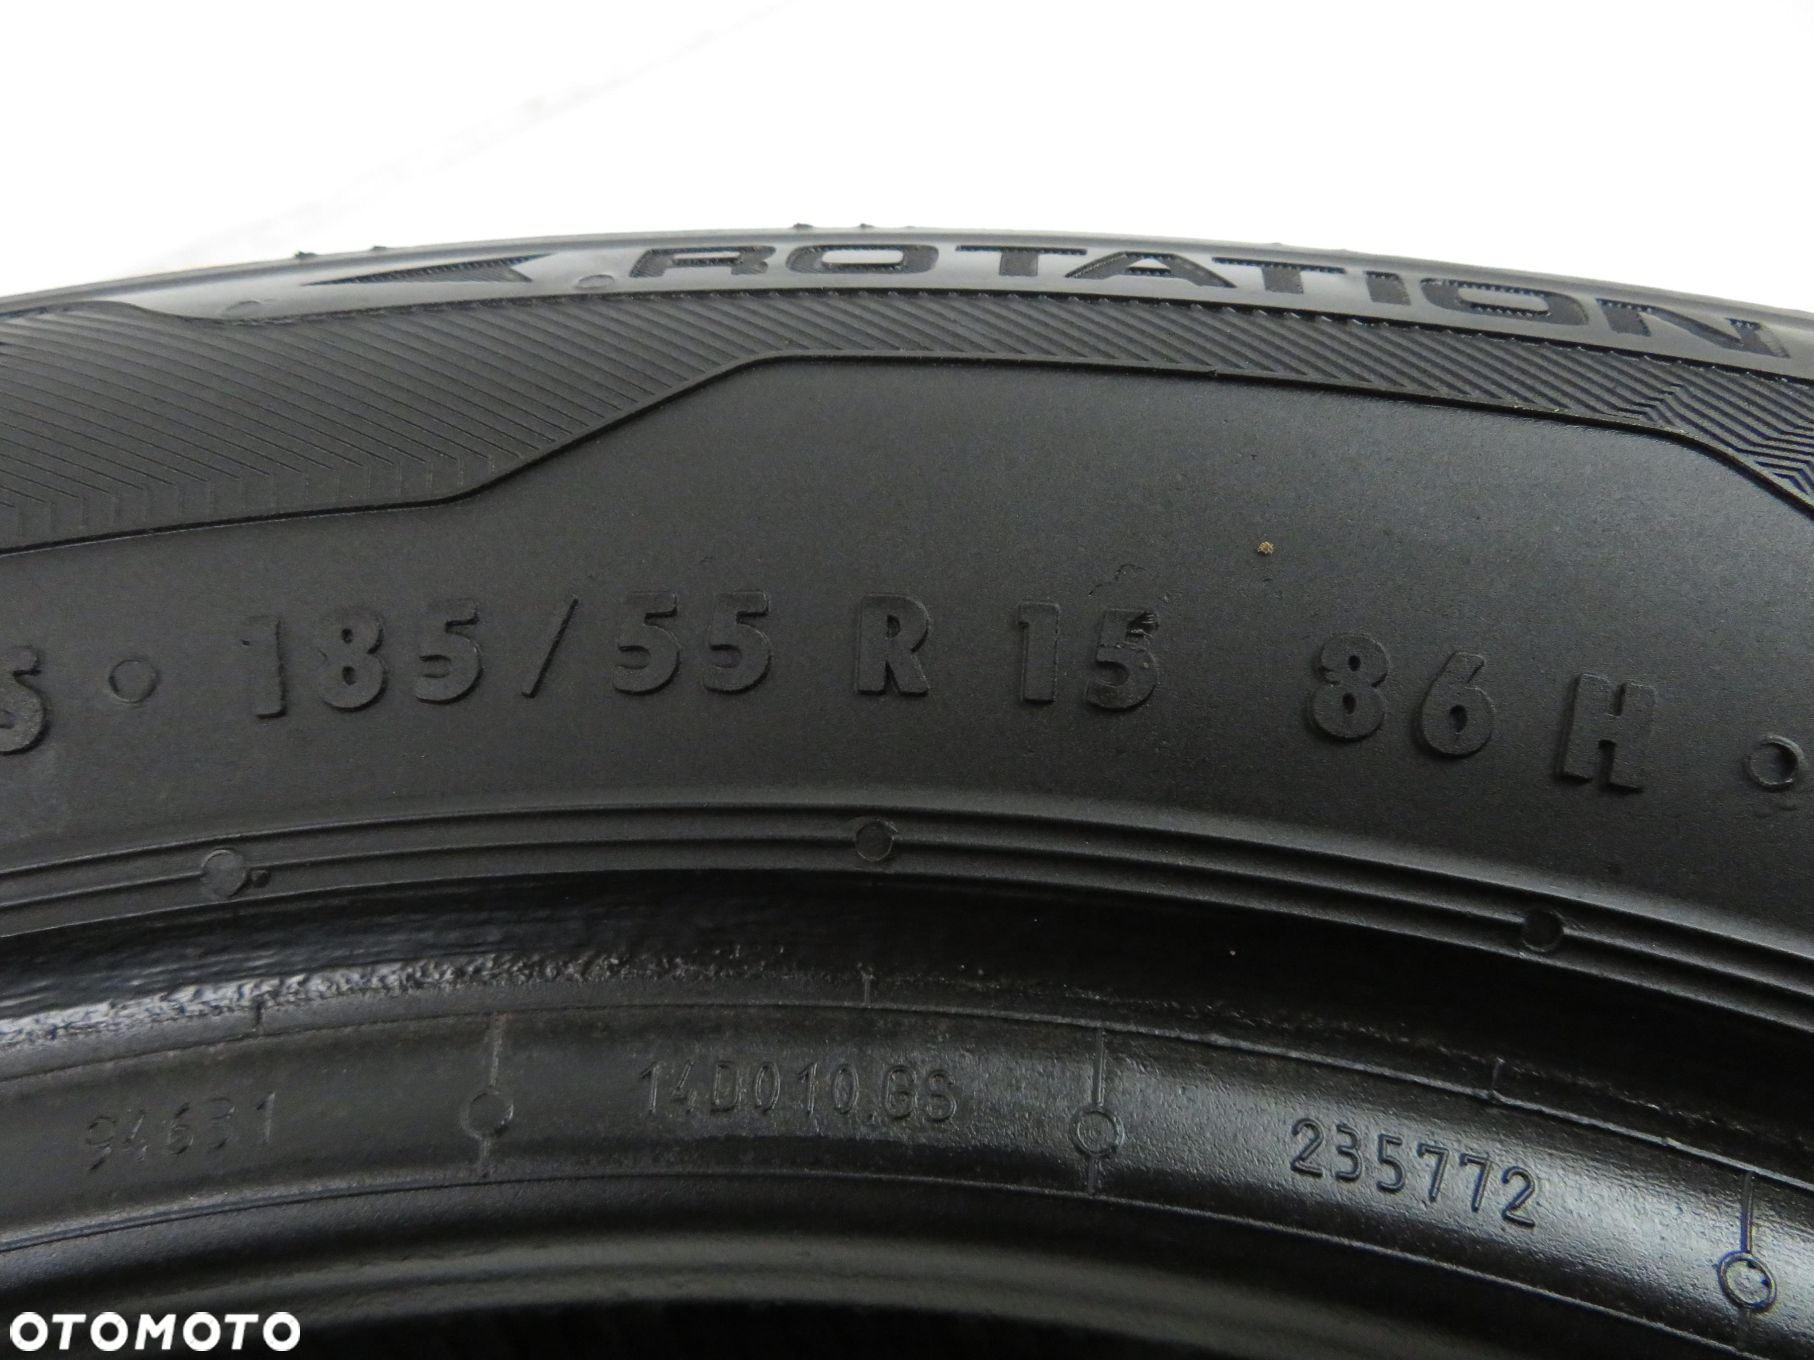 ROTATION
S 185/55 R 15 86 H
94631 14D010.GS 235772
OTOMOTO